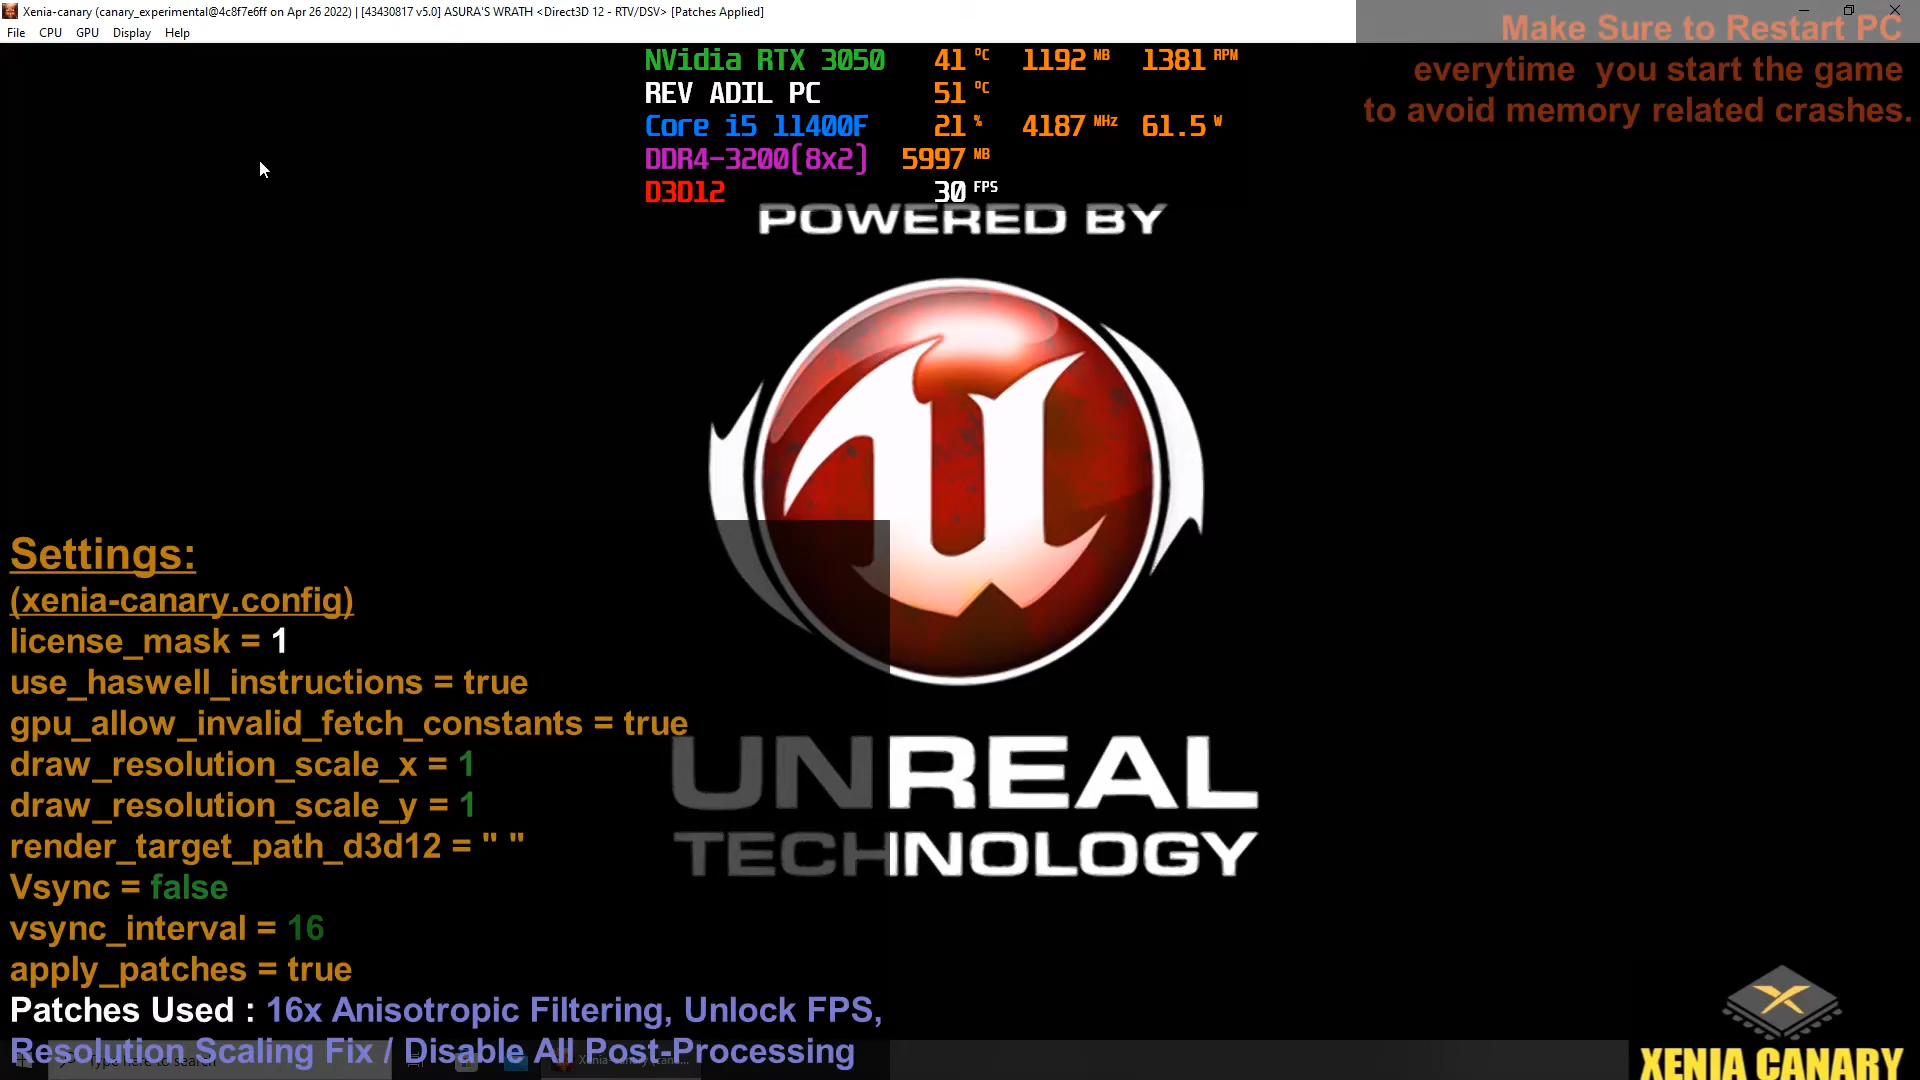 Xenia-canary (canary_experimental@4c8f7e6ff on Apr 26 2022) | [43430817 v5.0] ASURA'S WRATH <Direct3D 12 - RTV/DSV> [Patches Applied]
File CPU GPU Display Help
Make Sure to Restart PC
everytime you start the game
to avoid memory related crashes.
NVidia RTX 3050 41 °C 1192 MB 1381 RPM
REV ADIL PC 51 °C
Core i5 11400F 21 % 4187 MHz 61.5 W
DDR4-3200(8x2) 5997 MB
D3D12 30 FPS
POWERED BY
UNREAL
TECHNOLOGY
Settings:
(xenia-canary.config)
license_mask = 1
use_haswell_instructions = true
gpu_allow_invalid_fetch_constants = true
draw_resolution_scale_x = 1
draw_resolution_scale_y = 1
render_target_path_d3d12 = " "
Vsync = false
vsync_interval = 16
apply_patches = true
Patches Used : 16x Anisotropic Filtering, Unlock FPS,
Resolution Scaling Fix / Disable All Post-Processing
Type here to search
XENIA CANARY